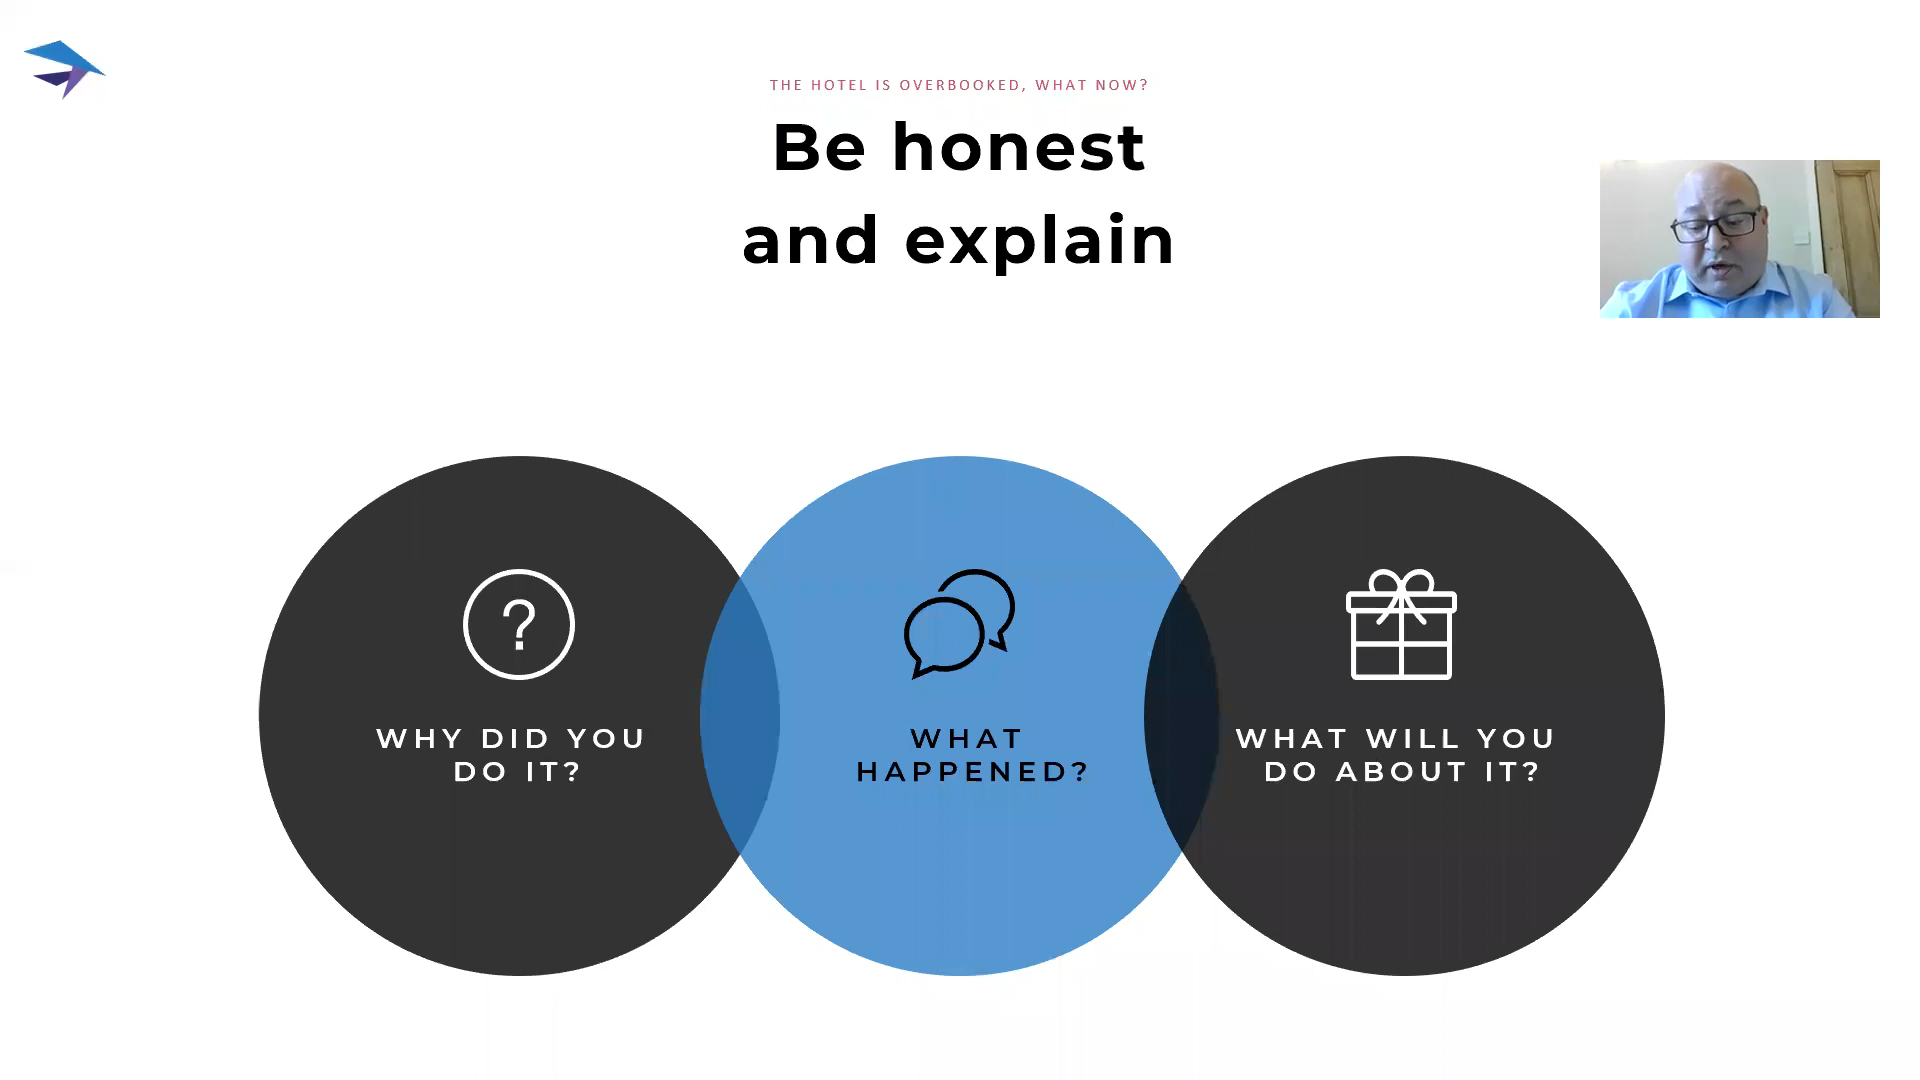 THE HOTEL IS OVERBOOKED, WHAT NOW?
Be honest
and explain
?
WHY DID YOU
DO IT?
WHAT
HAPPENED?
WHAT WILL YOU
DO ABOUT IT?